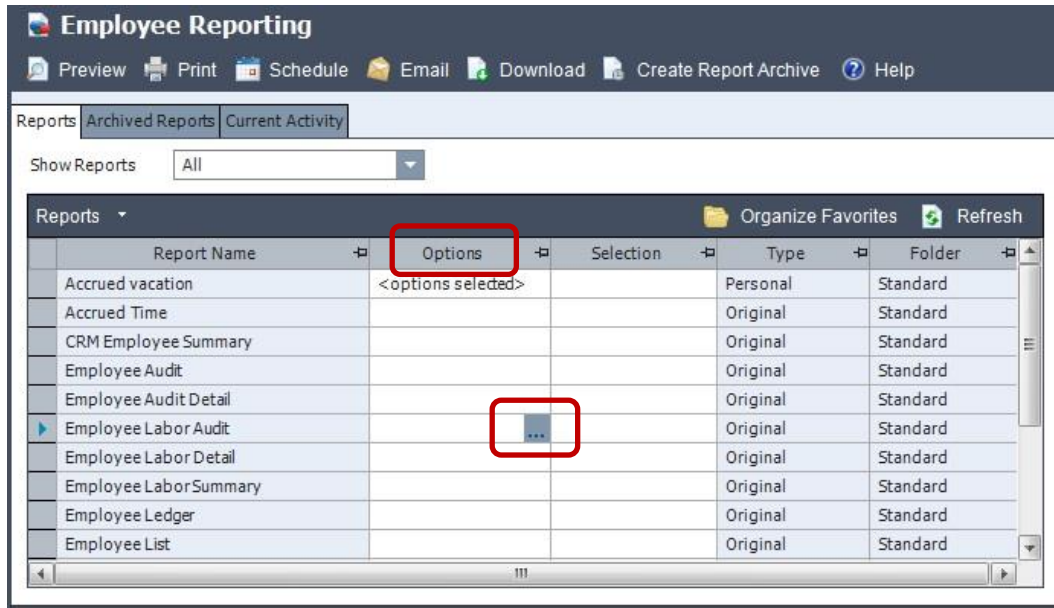 Employee Reporting
Preview Print Schedule Email Download Create Report Archive Help
Reports Archived Reports Current Activity
Show Reports All
Reports Organize Favorites Refresh
Report Name Options Selection Type Folder
Accrued vacation <options selected> Personal Standard
Accrued Time Original Standard
CRM Employee Summary Original Standard
Employee Audit Original Standard
Employee Audit Detail Original Standard
Employee Labor Audit ... Original Standard
Employee Labor Detail Original Standard
Employee Labor Summary Original Standard
Employee Ledger Original Standard
Employee List Original Standard